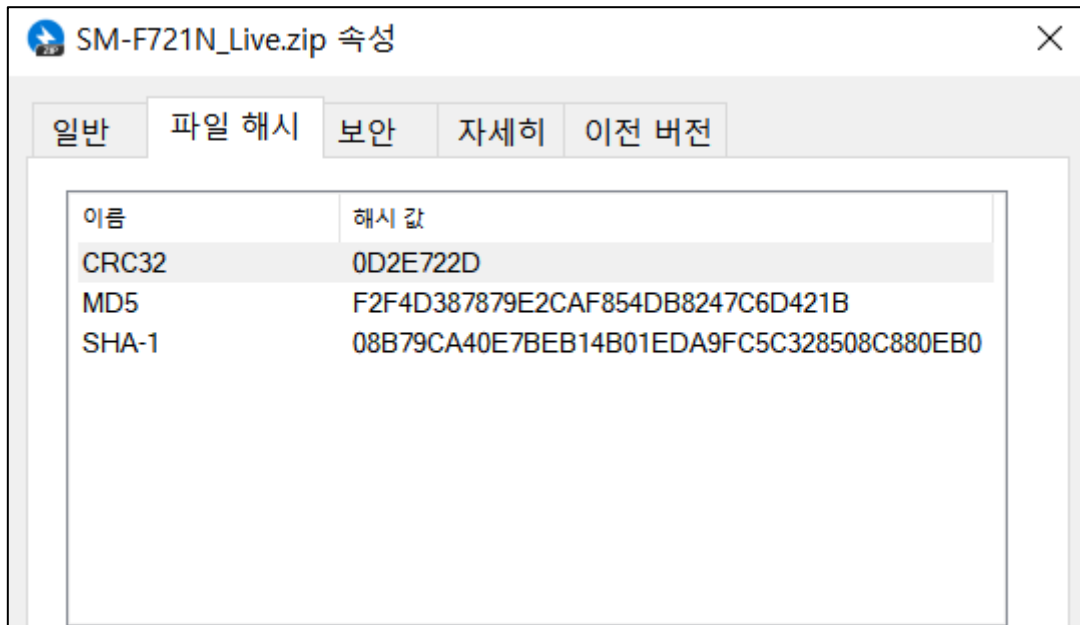 SM-F721N_Live.zip 속성
일반 파일 해시 보안 자세히 이전 버전
이름 해시 값
CRC32 0D2E722D
MD5 F2F4D387879E2CAF854DB8247C6D421B
SHA-1 08B79CA40E7BEB14B01EDA9FC5C328508C880EB0